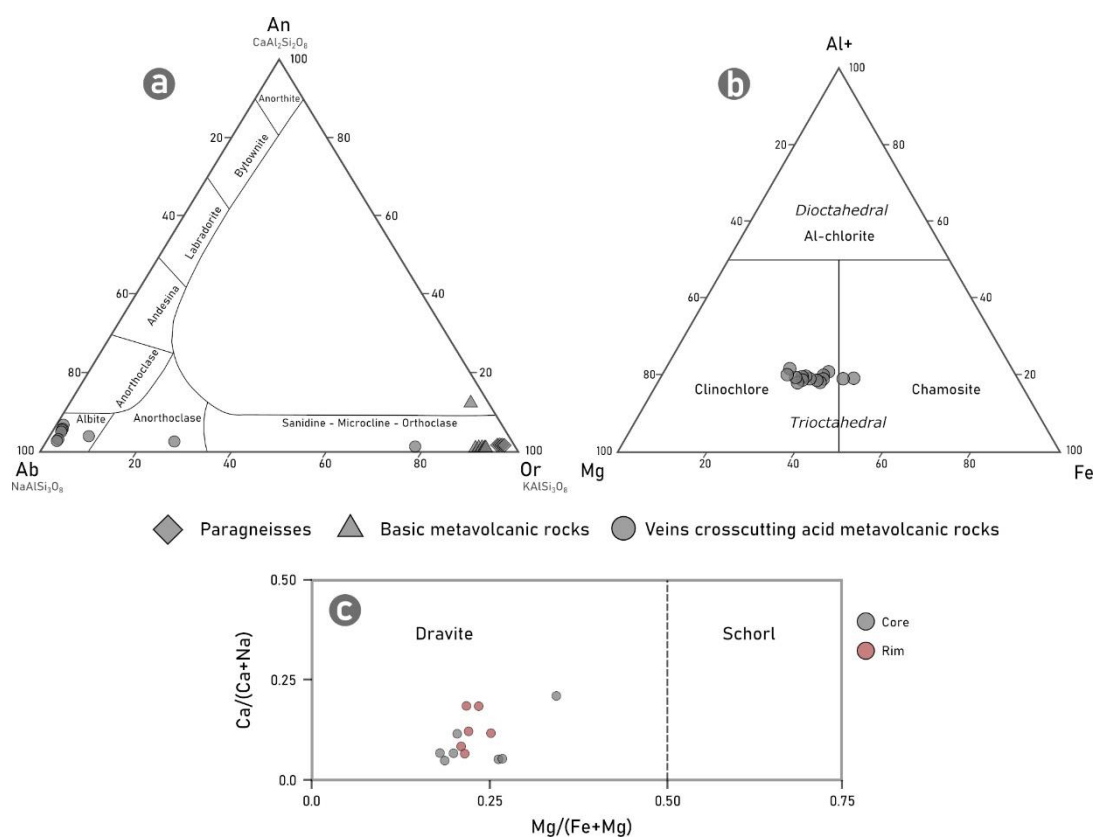 An
CaAl₂Si₂O₈
100
a
Anorthite
20
80
Bytownite
40
60
Labradorite
60
40
Andesina
80
20
Anorthoclase
Albite
Anorthoclase
Sanidine - Microcline - Orthoclase
100
20
40
60
80
100
Ab
Or
NaAlSi₃O₈
KAlSi₃O₈
Al+
b
100
20
80
Dioctahedral
40
60
Al-chlorite
60
40
80
20
Clinochlore
Chamosite
Trioctahedral
100
100
Mg
20
40
60
80
Fe
Paragneisses
Basic metavolcanic rocks
Veins crosscutting acid metavolcanic rocks
0.50
c
Dravite
Schorl
Core
Rim
Ca/(Ca+Na)
0.25
0.0
0.0
0.25
0.50
0.75
Mg/(Fe+Mg)